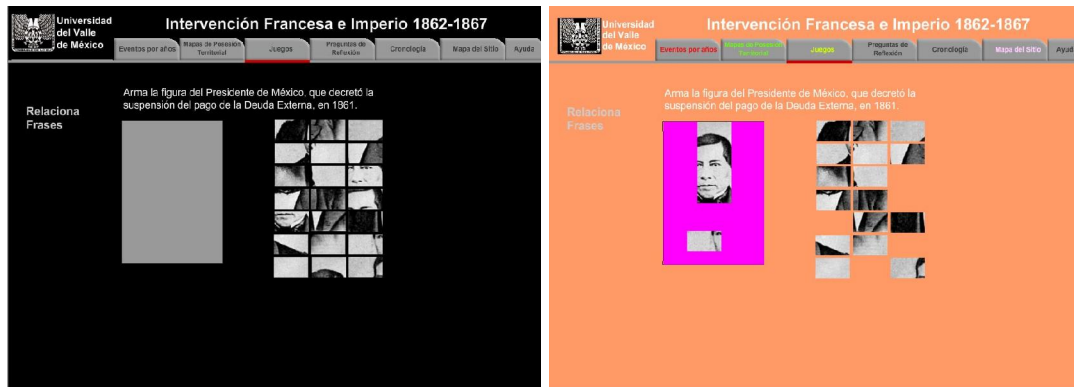 Universidad
del Valle
de México
Intervención Francesa e Imperio 1862-1867
Eventos por años
Mapas de Posesión
Territorial
Juegos
Preguntas de
Reflexión
Cronología
Mapa del Sitio
Ayuda
Arma la figura del Presidente de México, que decretó la
suspensión del pago de la Deuda Externa, en 1861.
Relaciona
Frases
Universidad
del Valle
de México
Intervención Francesa e Imperio 1862-1867
Eventos por años
Mapas de Posesión
Territorial
Juegos
Preguntas de
Reflexión
Cronología
Mapa del Sitio
Ayud
Arma la figura del Presidente de México, que decretó la
suspensión del pago de la Deuda Externa, en 1861.
Relaciona
Frases